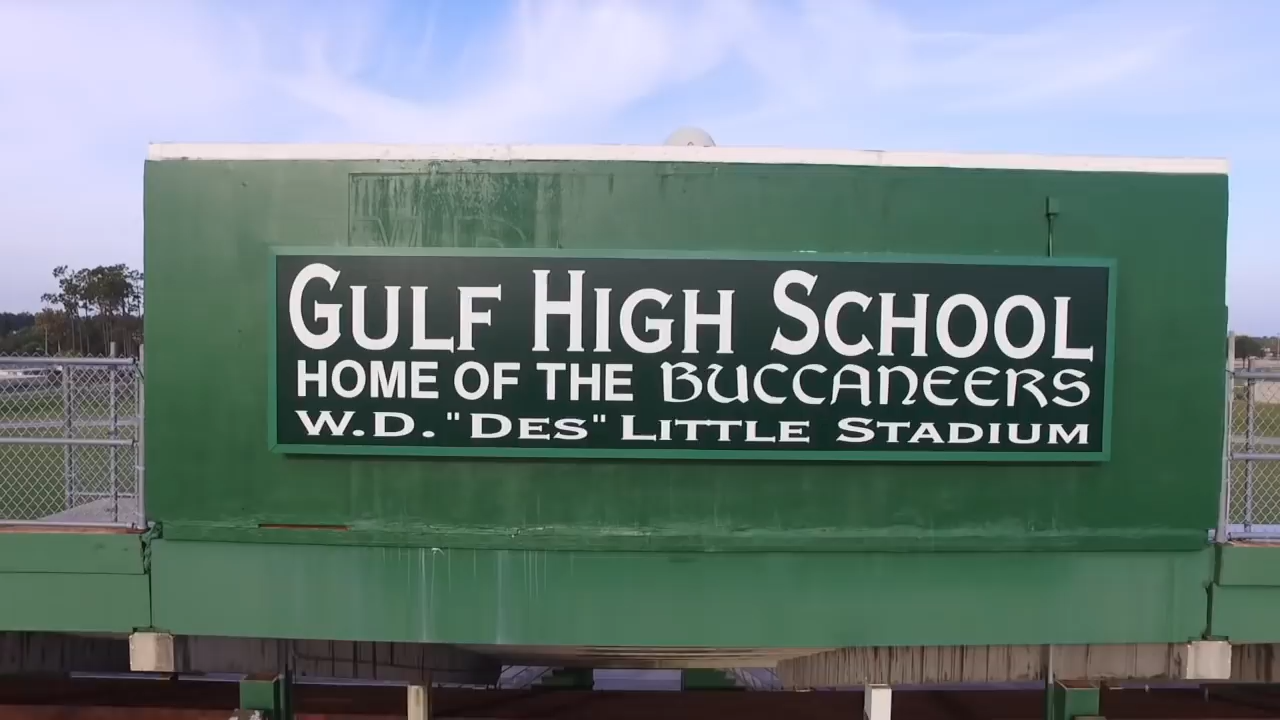 GULF HIGH SCHOOL
HOME OF THE BUCCANEERS
W.D. "DES" LITTLE STADIUM